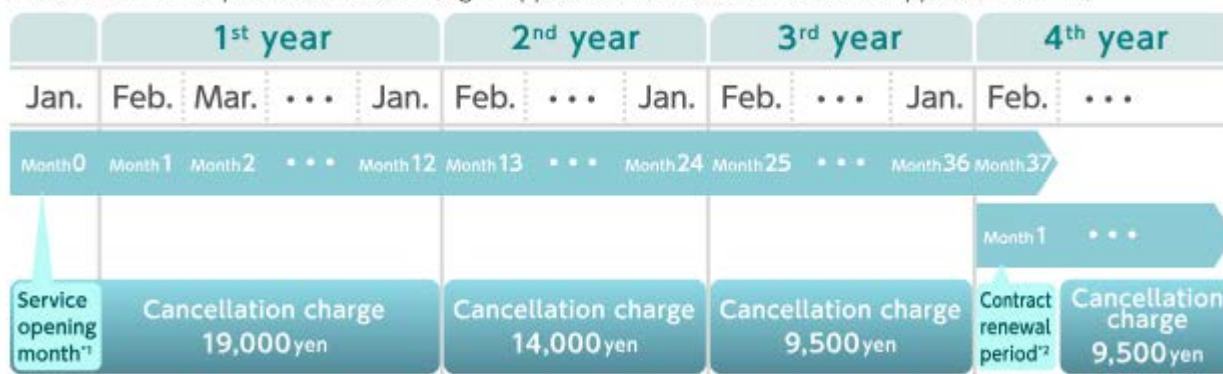 1st year 2nd year 3rd year 4th year
Jan. Feb. Mar. ··· Jan. Feb. ··· Jan. Feb. ··· Jan. Feb. ···
Month0 Month1 Month2 ··· Month12 Month13 ··· Month24 Month25 ··· Month36 Month37
Month1 ···
Service opening month*1
Cancellation charge
19,000yen
Cancellation charge
14,000yen
Cancellation charge
9,500yen
Contract
renewal
period*2
Cancellation
charge
9,500yen